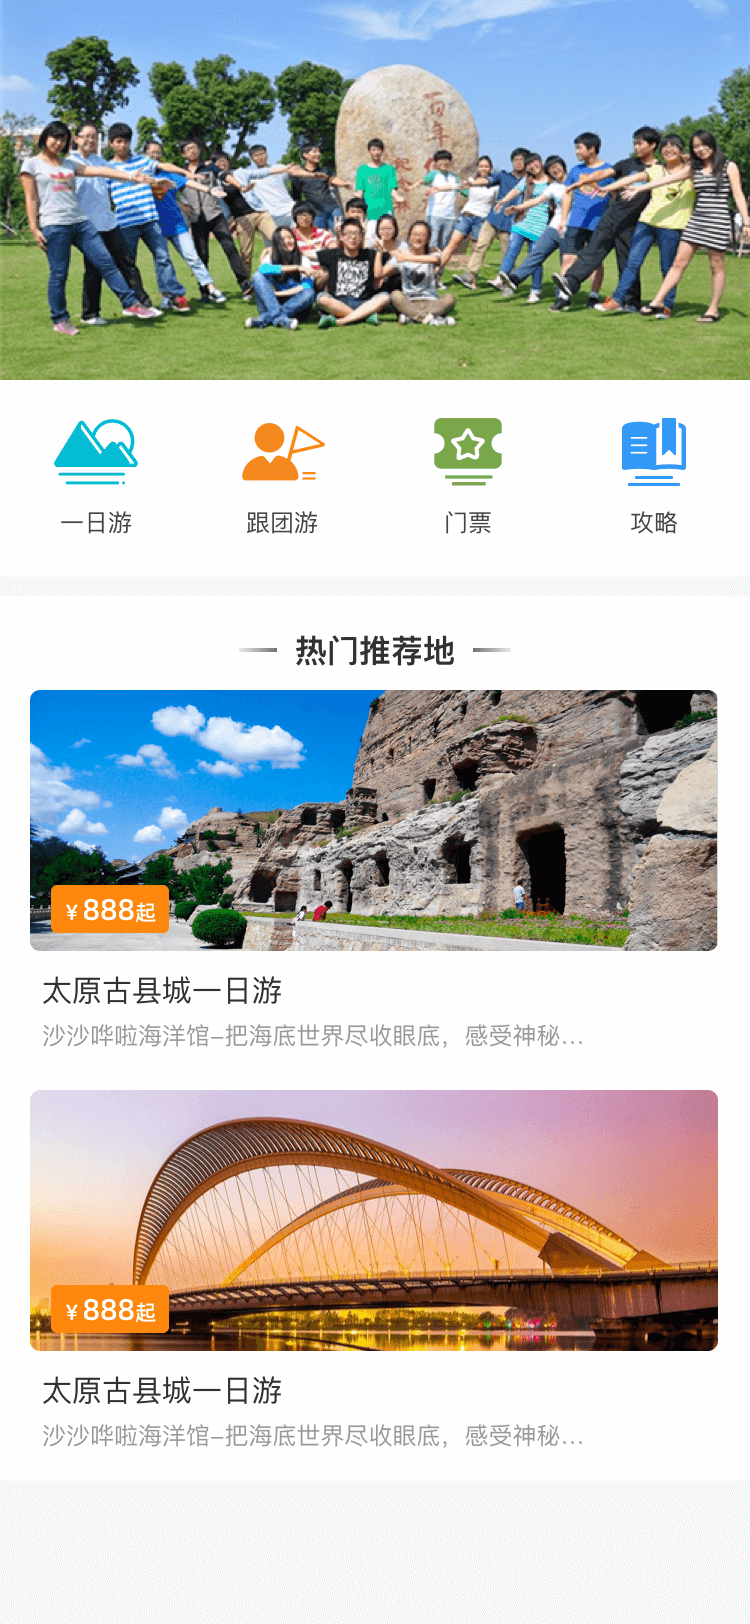 百年
一日游
跟团游
门票
攻略
热门推荐地
¥888起
太原古县城一日游
沙沙哗啦海洋馆–把海底世界尽收眼底，感受神秘...
¥888起
太原古县城一日游
沙沙哗啦海洋馆–把海底世界尽收眼底，感受神秘...